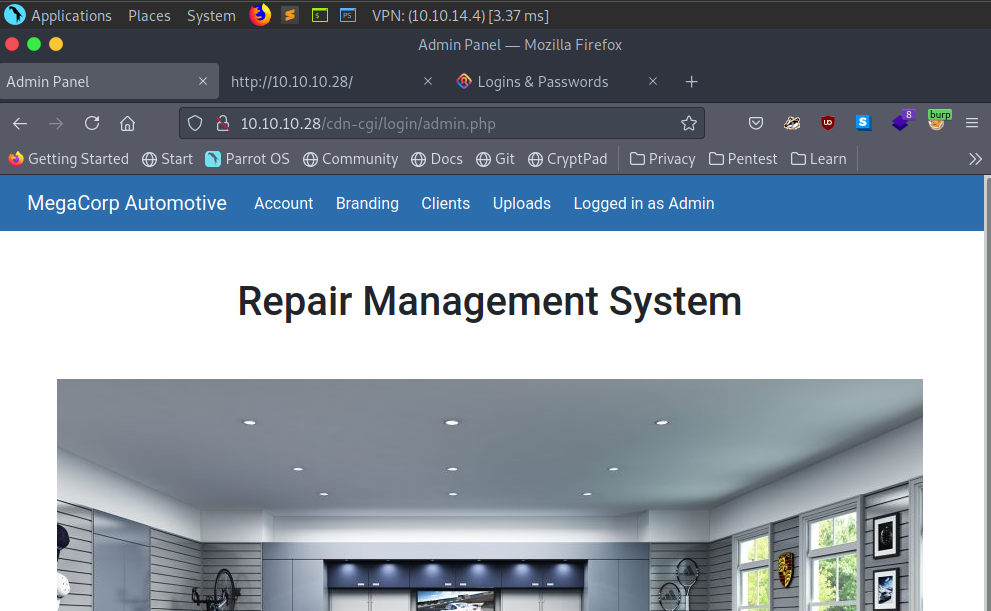 Applications Places System $ PS VPN: (10.10.14.4) [3.37 ms]
Admin Panel — Mozilla Firefox
Admin Panel http://10.10.10.28/ Logins & Passwords
10.10.10.28/cdn-cgi/login/admin.php 8 burp
Getting Started Start Parrot OS Community Docs Git CryptPad Privacy Pentest Learn
MegaCorp Automotive Account Branding Clients Uploads Logged in as Admin
Repair Management System